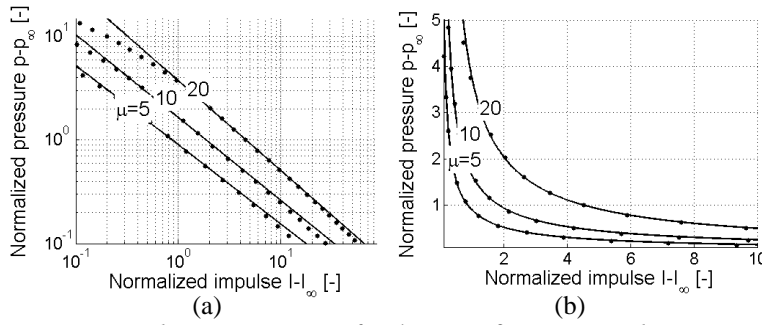 Normalized pressure p-p∞ [-]
10^1
10^0
10^-1
μ=5
10
20
10^-1
10^0
10^1
Normalized impulse I-I∞ [-]
(a)
Normalized pressure p-p∞ [-]
5
4
3
2
1
20
10
μ=5
2
4
6
8
10
Normalized impulse I-I∞ [-]
(b)